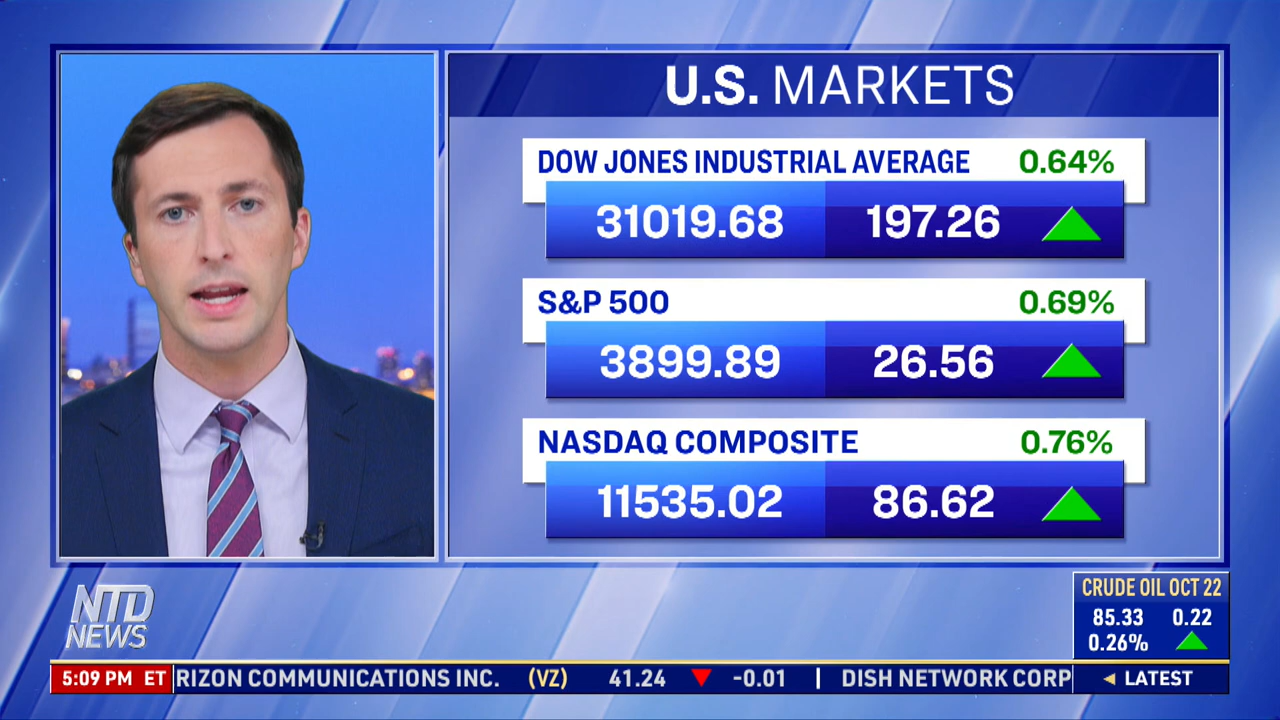 U.S. MARKETS
DOW JONES INDUSTRIAL AVERAGE 0.64%
31019.68 197.26
S&P 500 0.69%
3899.89 26.56
NASDAQ COMPOSITE 0.76%
11535.02 86.62
NTD
NEWS
CRUDE OIL OCT 22
85.33 0.22
0.26%
5:09 PM ET RIZON COMMUNICATIONS INC. (VZ) 41.24 -0.01 | DISH NETWORK CORP
LATEST